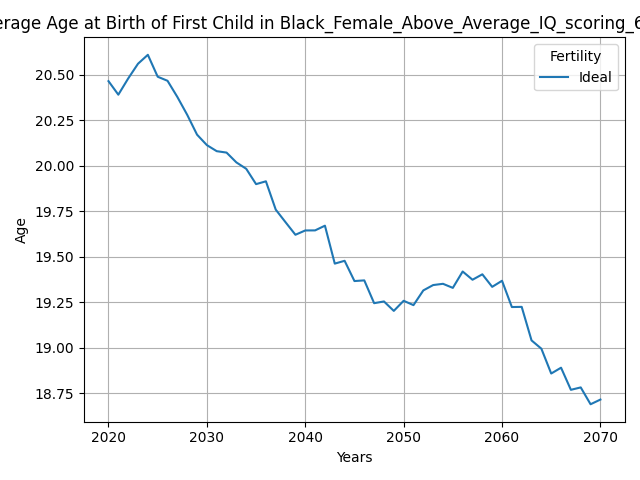 erage Age at Birth of First Child in Black_Female_Above_Average_IQ_scoring_6
Fertility
Ideal
20.50
20.25
20.00
19.75
19.50
19.25
19.00
18.75
Age
2020 2030 2040 2050 2060 2070
Years